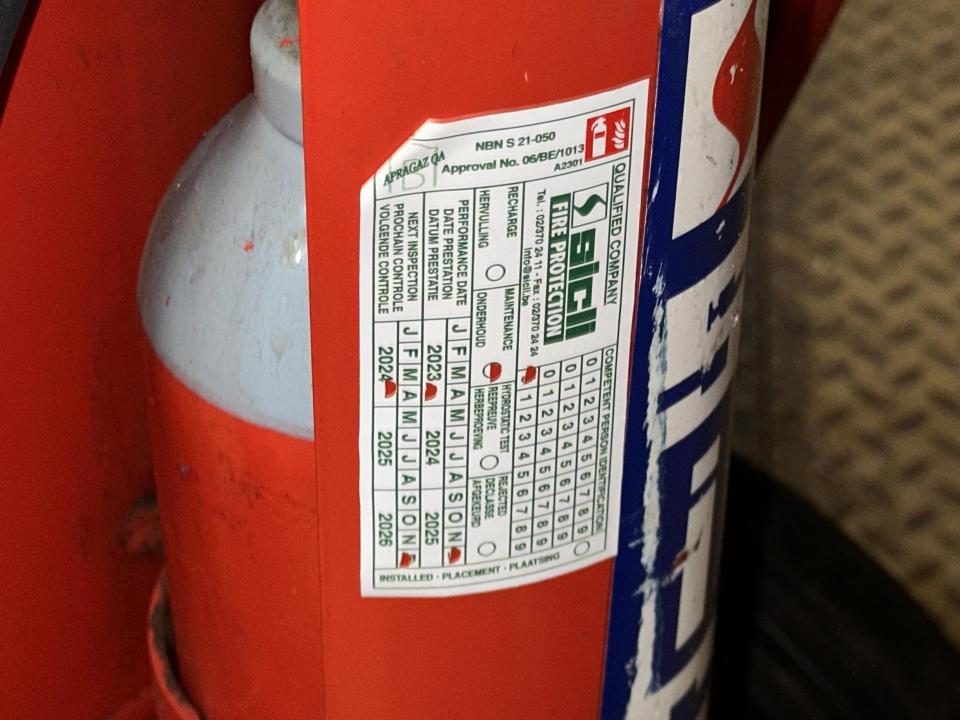 NBN S 21-050
Approval No. 06/BE/1013
A2301
APRAGAZ QA
QUALIFIED COMPANY
sicli
FIRE PROTECTION
Tel. : 02/370 24 11 - Fax : 02/370 24 24
info@sicli.be
COMPETENT PERSON IDENTIFICATION
0 1 2 3 4 5 6 7 8 9
0 1 2 3 4 5 6 7 8 9
0 1 2 3 4 5 6 7 8 9
1 2 3 4 5 6 7 8 9
RECHARGE
HERVULLING
MAINTENANCE
ONDERHOUD
HYDROSTATIC TEST
REEPREUVE
HERBEPROEVING
REJECTED
DECLASSE
AFGEKEURD
PERFORMANCE DATE
DATE PRESTATION
DATUM PRESTATIE
J F M A M J J A S O N
2023 2024 2025
NEXT INSPECTION
PROCHAIN CONTROLE
VOLGENDE CONTROLE
J F M A M J J A S O N
2024 2025 2026
INSTALLED - PLACEMENT - PLAATSING